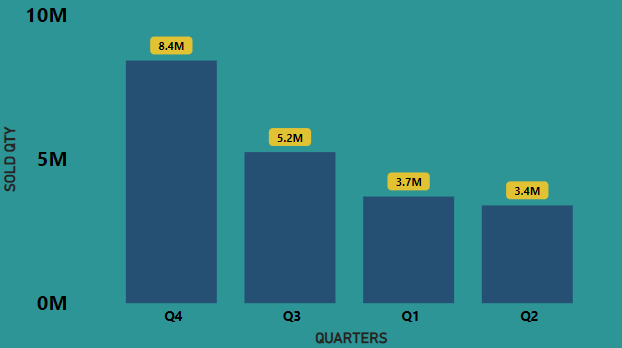 10M
8.4M
5.2M
5M
3.7M
3.4M
0M
Q4 Q3 Q1 Q2
SOLD QTY
QUARTERS